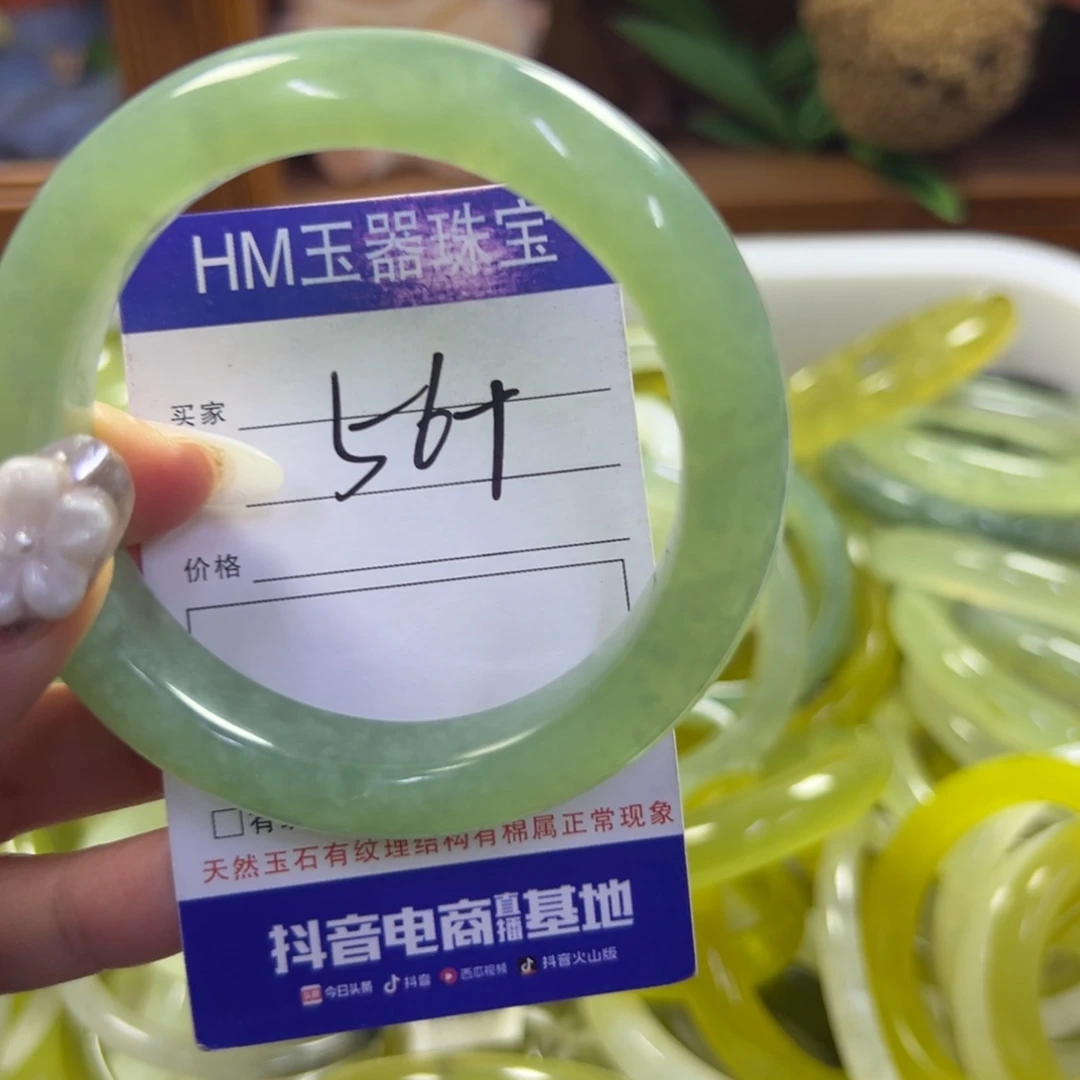 HM玉器珠宝
买家
56+
价格
天然玉石有纹理结构有棉属正常现象
抖音电商直播基地
今日头条 抖音 西瓜视频 抖音火山版